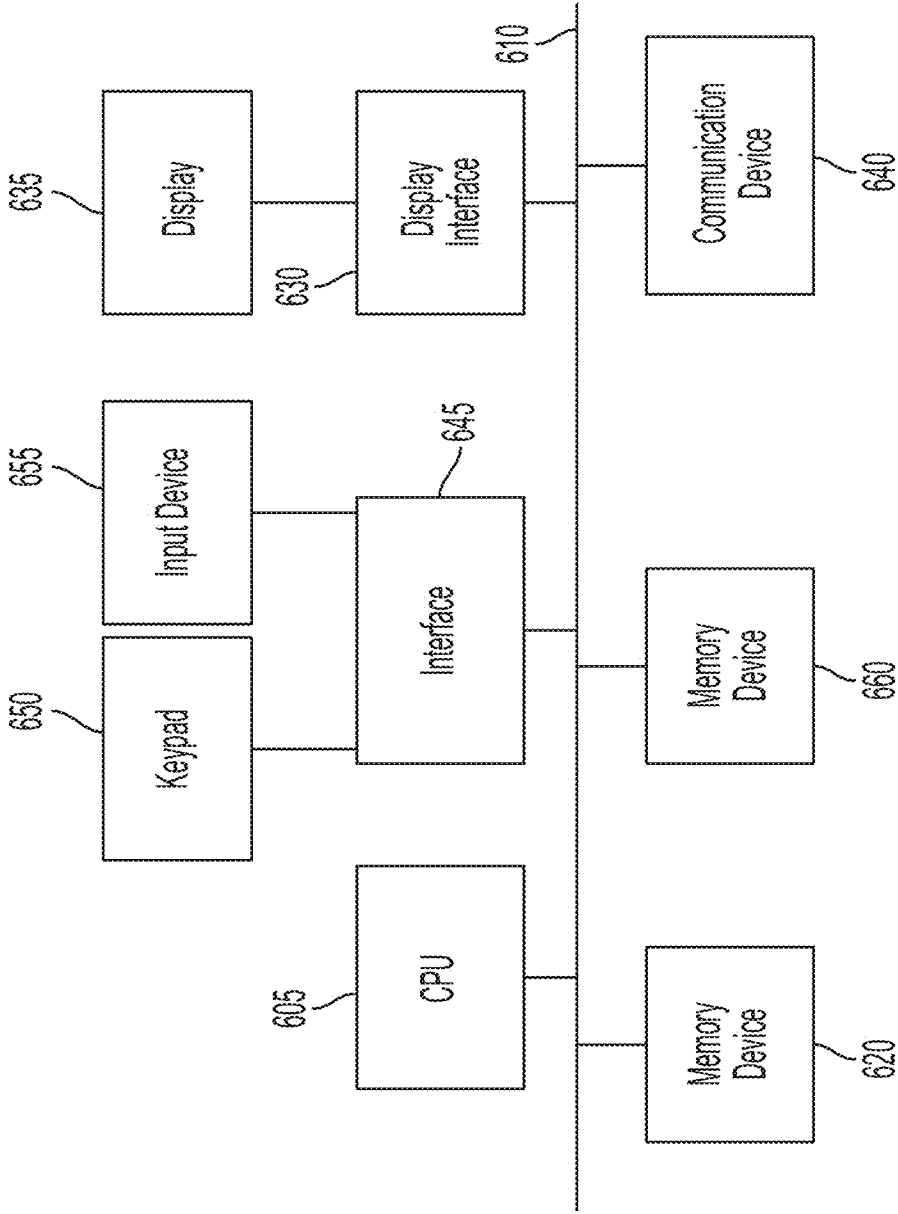 650
Keypad
655
Input Device
635
Display
605
CPU
Interface
645
630
Display
Interface
610
Memory
Device
620
Memory
Device
660
Communication
Device
640